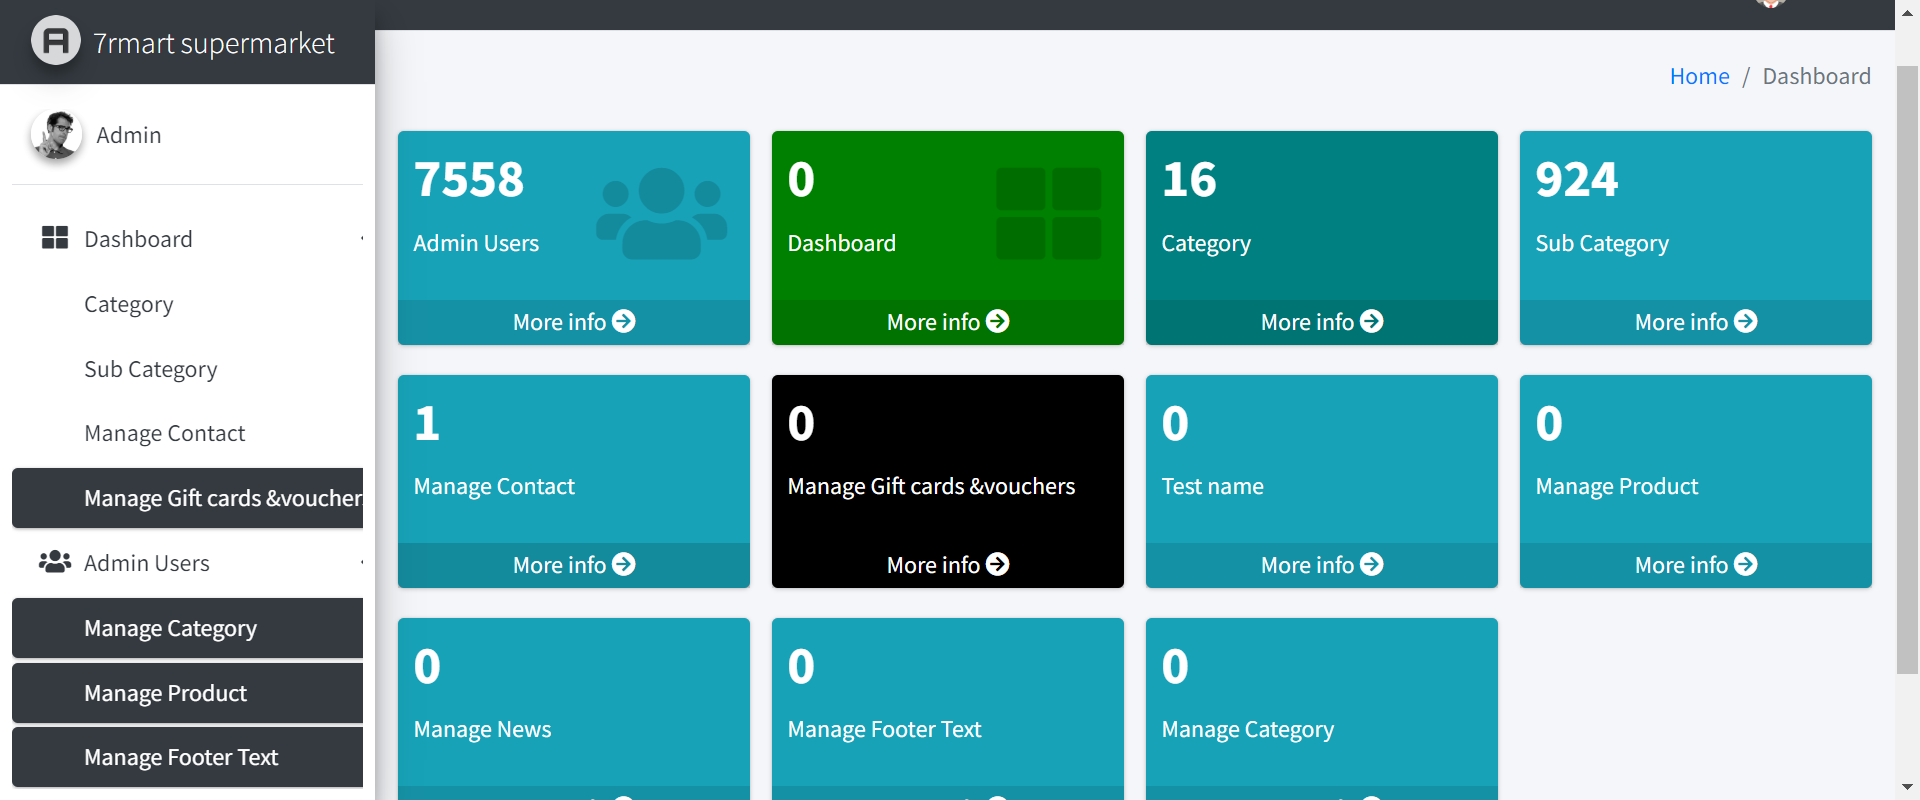 7rmart supermarket
Admin
Dashboard
Category
Sub Category
Manage Contact
Manage Gift cards &voucher
Admin Users
Manage Category
Manage Product
Manage Footer Text
Home / Dashboard
7558
Admin Users
More info
0
Dashboard
More info
16
Category
More info
924
Sub Category
More info
1
Manage Contact
More info
0
Manage Gift cards &vouchers
More info
0
Test name
More info
0
Manage Product
More info
0
Manage News
0
Manage Footer Text
0
Manage Category